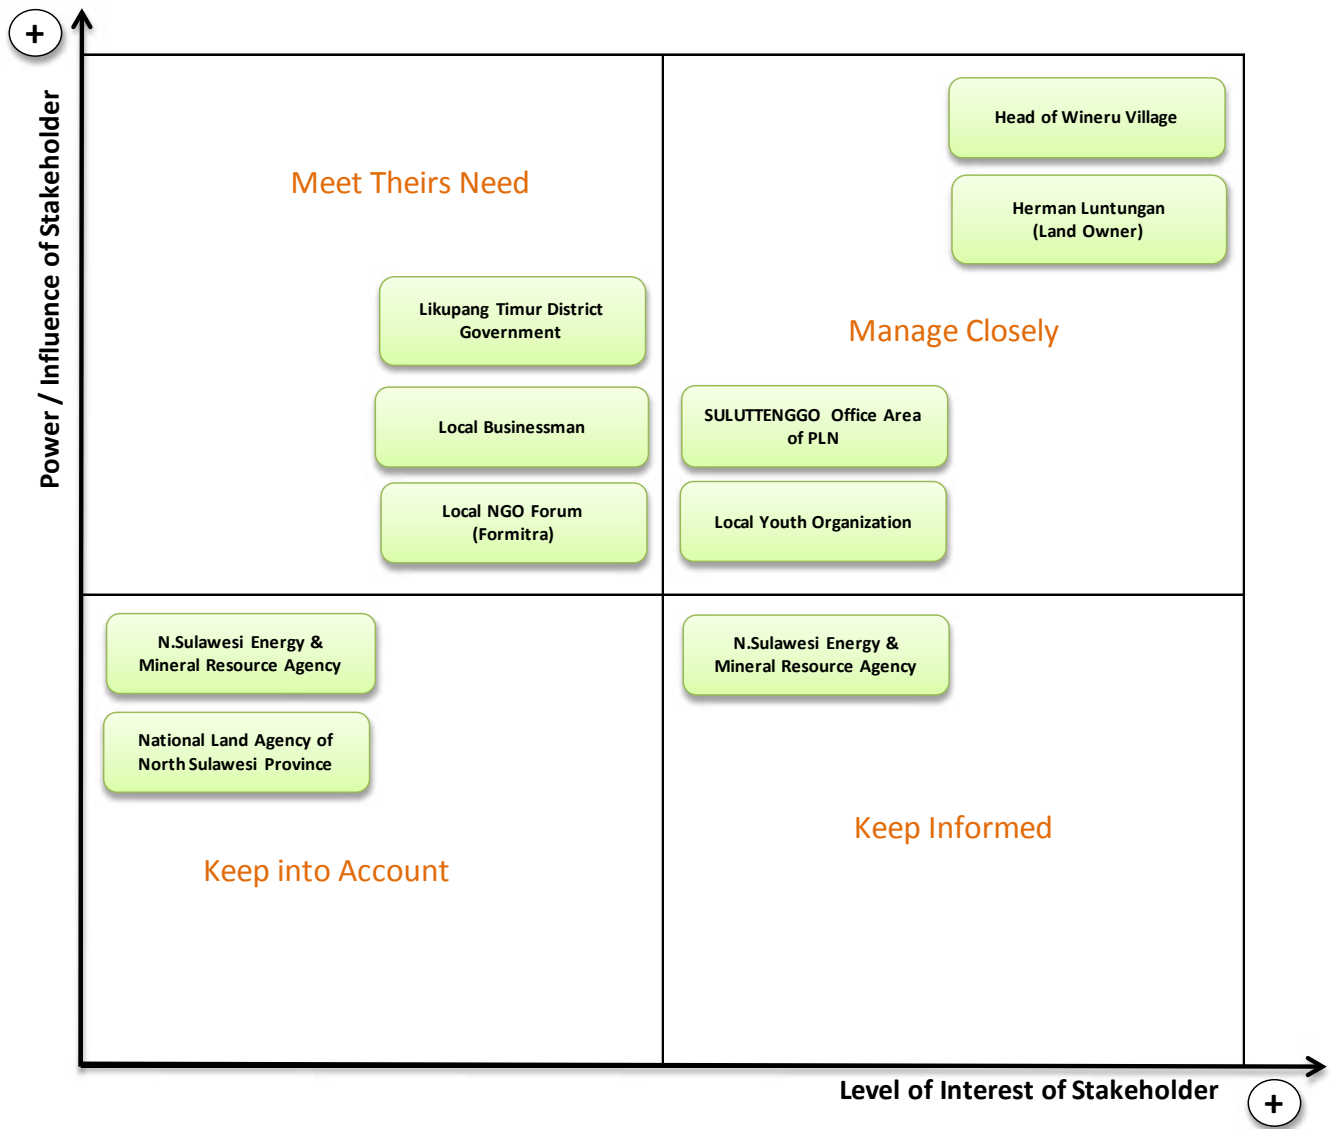 +
Power / Influence of Stakeholder
Meet Theirs Need
Likupang Timur District
Government
Local Businessman
Local NGO Forum
(Formitra)
Head of Wineru Village
Herman Luntungan
(Land Owner)
Manage Closely
SULUTTENGGO Office Area
of PLN
Local Youth Organization
N.Sulawesi Energy &
Mineral Resource Agency
National Land Agency of
North Sulawesi Province
Keep into Account
N.Sulawesi Energy &
Mineral Resource Agency
Keep Informed
Level of Interest of Stakeholder
+